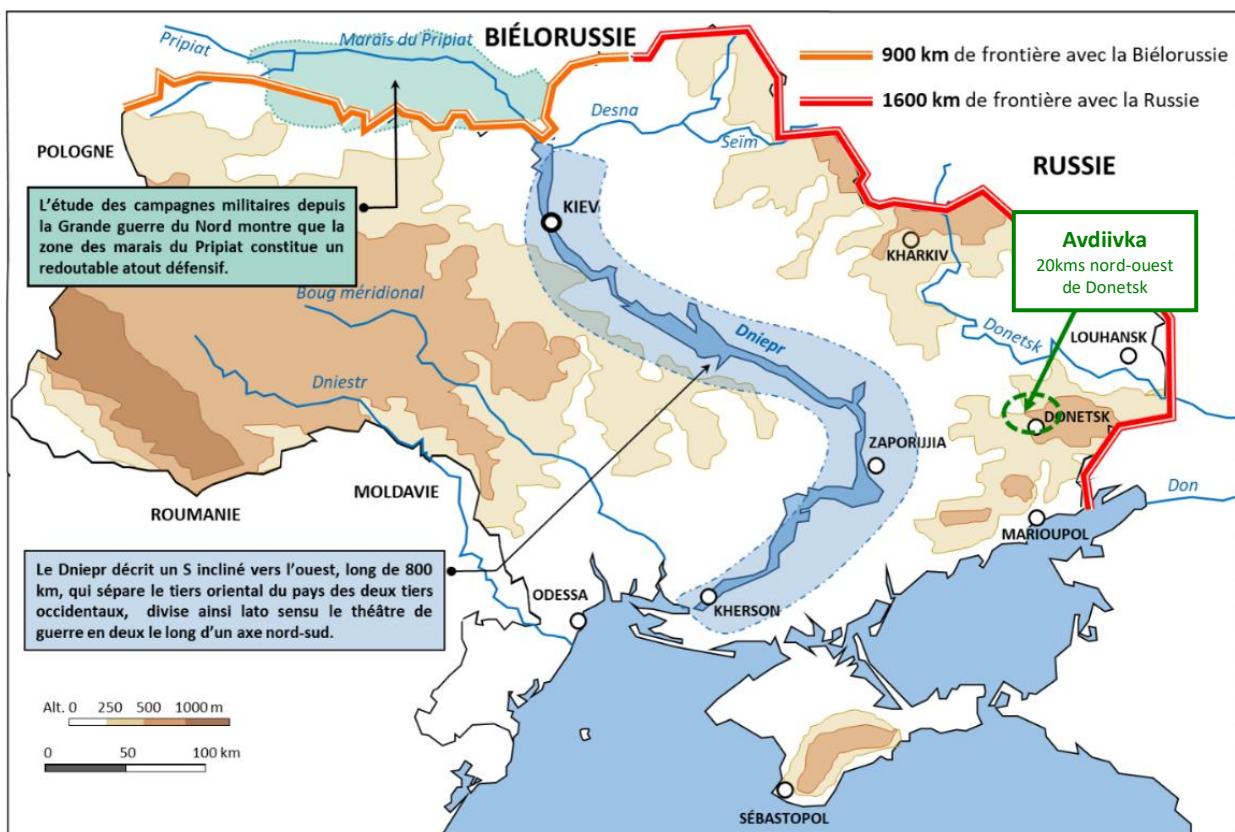 Pripiat
Marais du Pripiat
BIÉLORUSSIE
900 km de frontière avec la Biélorussie
1600 km de frontière avec la Russie
Desna
Seïm
POLOGNE
RUSSIE
L'étude des campagnes militaires depuis
la Grande guerre du Nord montre que la
zone des marais du Pripiat constitue un
redoutable atout défensif.
KIEV
KHARKIV
Avdiivka
20kms nord-ouest
de Donetsk
Boug méridional
Dniepr
Donetsk
LOUHANSK
Dniestr
DONETSK
ZAPORIJJIA
MOLDAVIE
Don
ROUMANIE
MARIOUPOL
Le Dniepr décrit un S incliné vers l'ouest, long de 800
km, qui sépare le tiers oriental du pays des deux tiers
occidentaux, divise ainsi lato sensu le théâtre de
guerre en deux le long d'un axe nord-sud.
ODESSA
KHERSON
Alt. 0 250 500 1000 m
0 50 100 km
SÉBASTOPOL